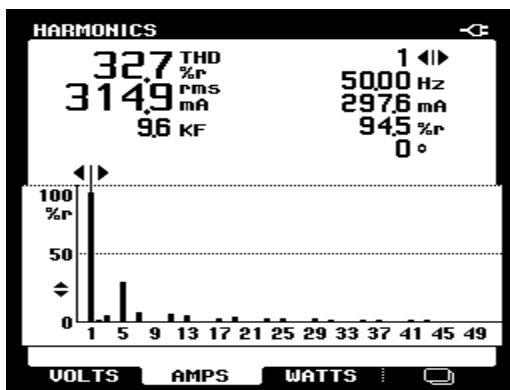 HARMONICS
32.7 THD %r
314.9 rms mA
9.6 KF
1
50.00 Hz
297.6 mA
94.5 %r
0 °
100
%r
50
0
1 5 9 13 17 21 25 29 33 37 41 45 49
VOLTS AMPS WATTS